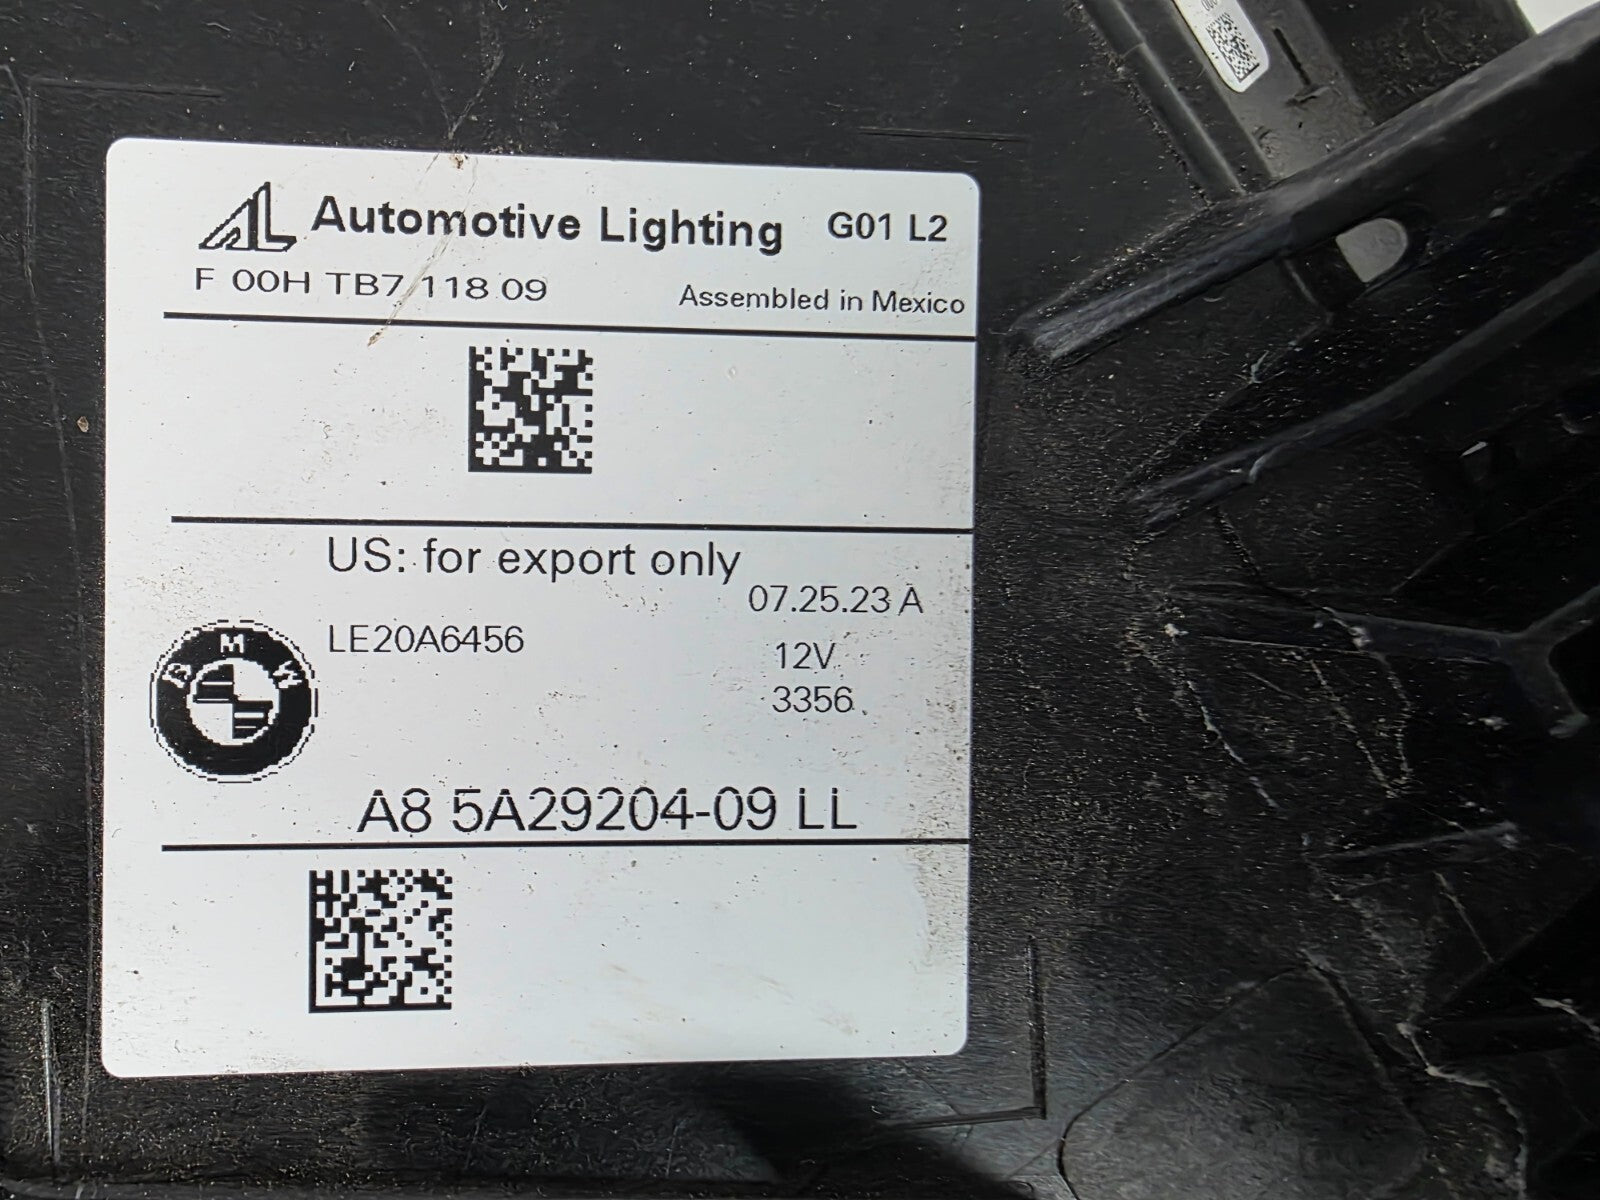 AL Automotive Lighting G01 L2
F 00H TB7 118 09 Assembled in Mexico
US: for export only
07.25.23 A
LE20A6456
12V
3356
BMW
A8 5A29204-09 LL